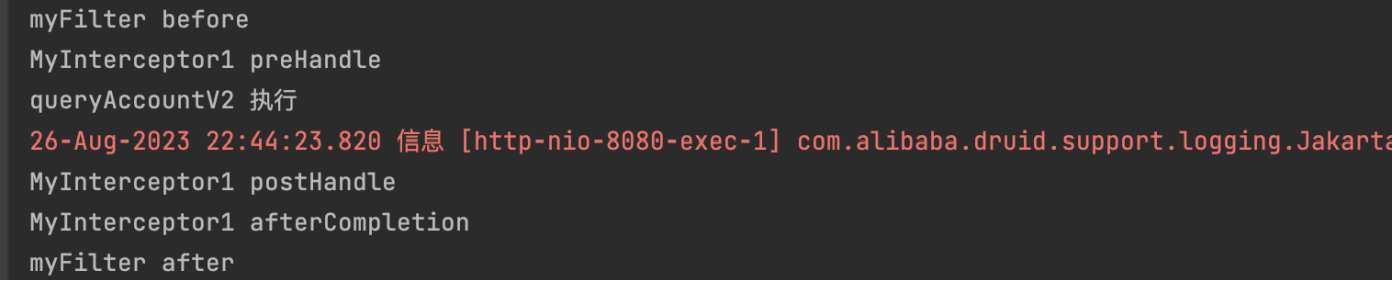 myFilter before
MyInterceptor1 preHandle
queryAccountV2 执行
26-Aug-2023 22:44:23.820 信息 [http-nio-8080-exec-1] com.alibaba.druid.support.logging.Jakarta
MyInterceptor1 postHandle
MyInterceptor1 afterCompletion
myFilter after